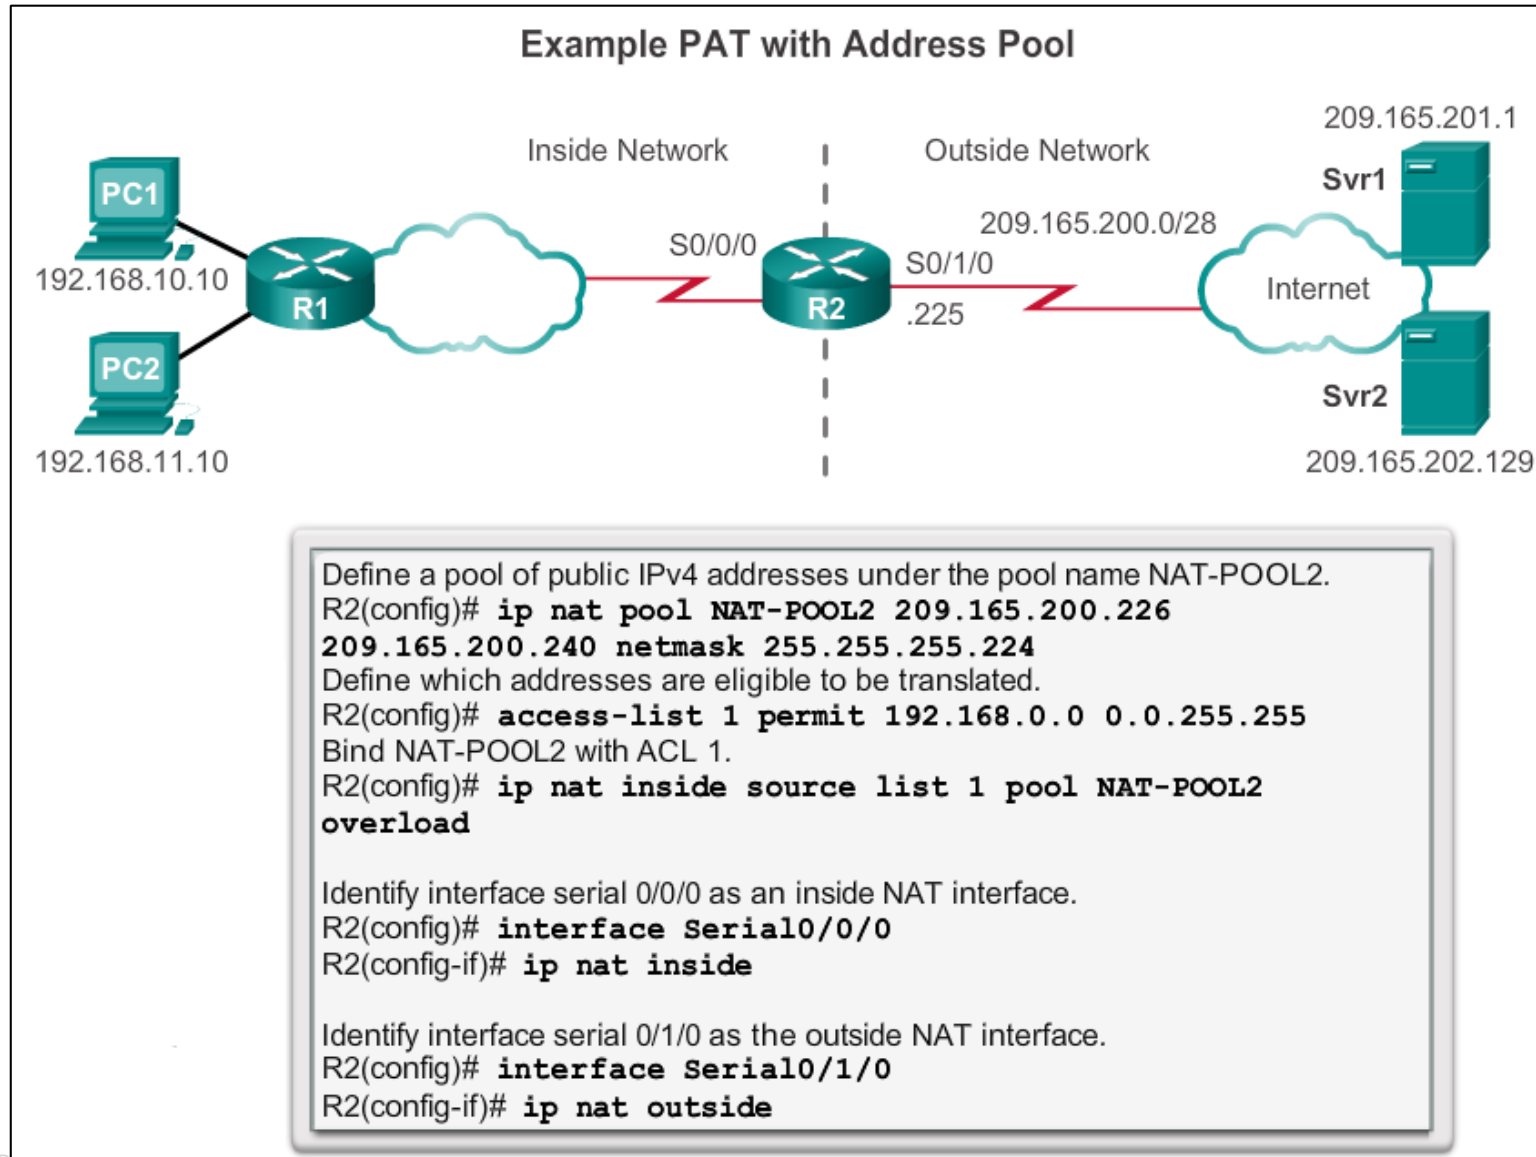 Example PAT with Address Pool
209.165.201.1
Inside Network
Outside Network
Svr1
PC1
209.165.200.0/28
S0/0/0
S0/1/0
192.168.10.10
Internet
R1
R2
.225
PC2
Svr2
192.168.11.10
209.165.202.129
Define a pool of public IPv4 addresses under the pool name NAT-POOL2.
R2(config)# ip nat pool NAT-POOL2 209.165.200.226
209.165.200.240 netmask 255.255.255.224
Define which addresses are eligible to be translated.
R2(config)# access-list 1 permit 192.168.0.0 0.0.255.255
Bind NAT-POOL2 with ACL 1.
R2(config)# ip nat inside source list 1 pool NAT-POOL2
overload
Identify interface serial 0/0/0 as an inside NAT interface.
R2(config)# interface Serial0/0/0
R2(config-if)# ip nat inside
Identify interface serial 0/1/0 as the outside NAT interface.
R2(config)# interface Serial0/1/0
R2(config-if)# ip nat outside